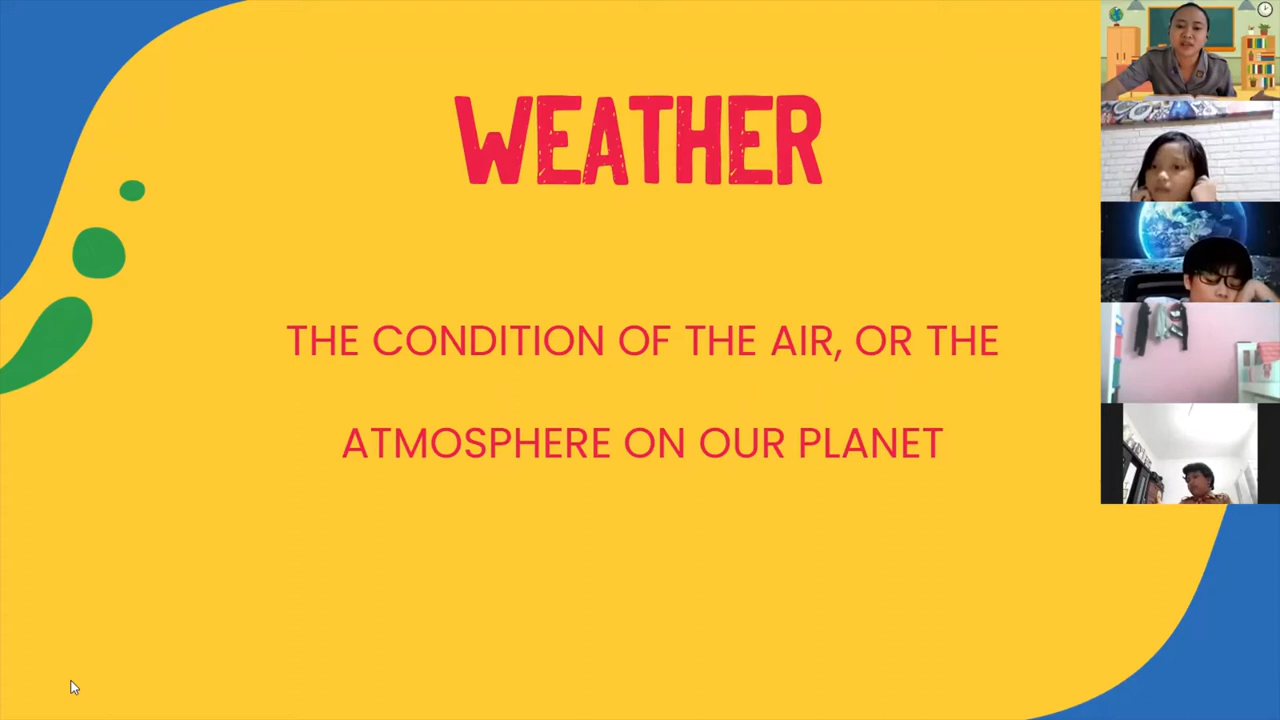 WEATHER
THE CONDITION OF THE AIR, OR THE
ATMOSPHERE ON OUR PLANET